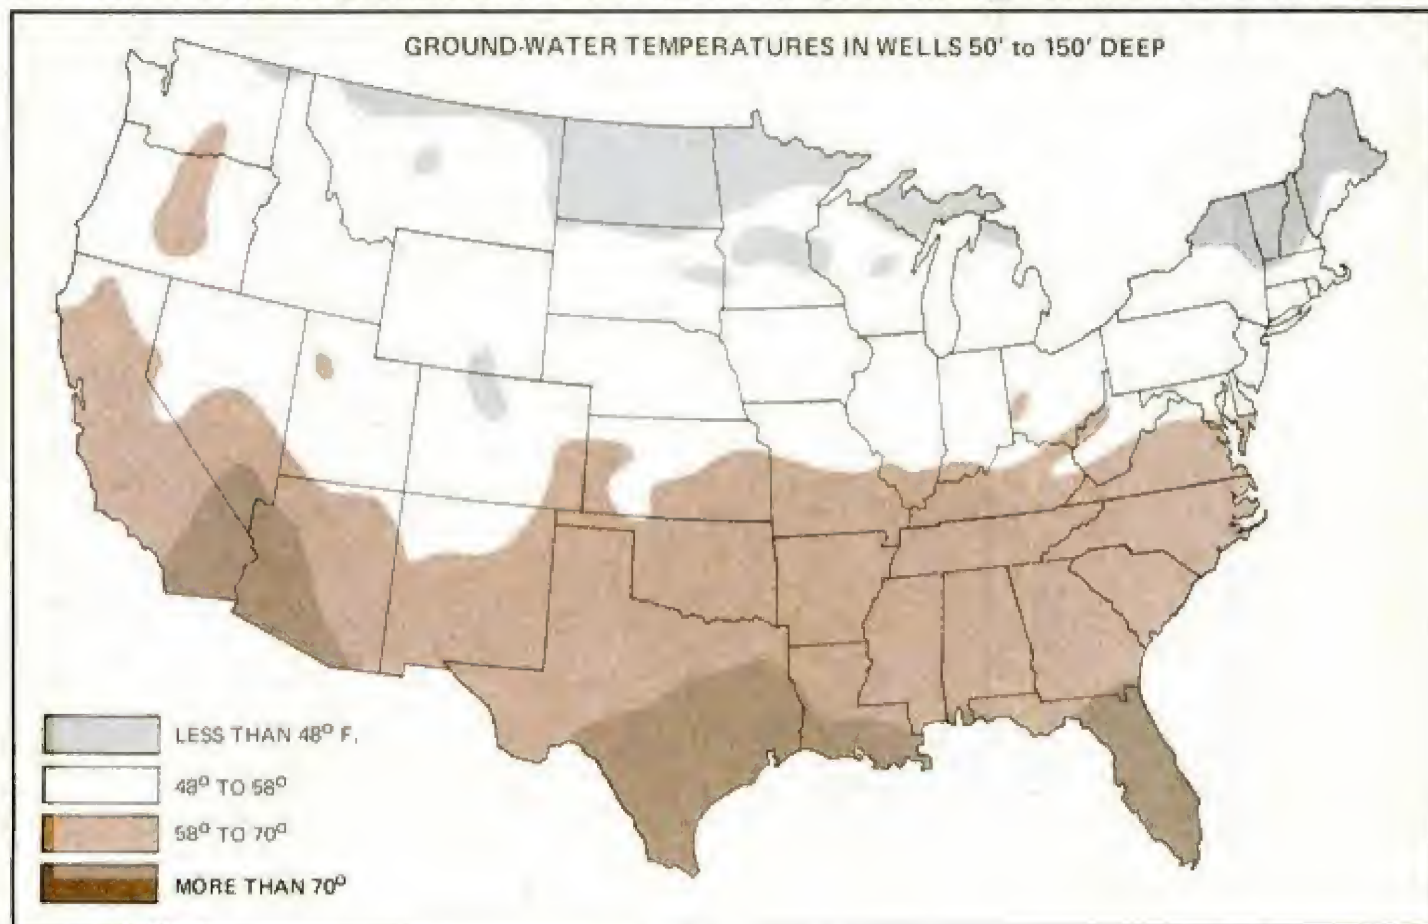 GROUND-WATER TEMPERATURES IN WELLS 50' to 150' DEEP
LESS THAN 48° F.
48° TO 58°
58° TO 70°
MORE THAN 70°